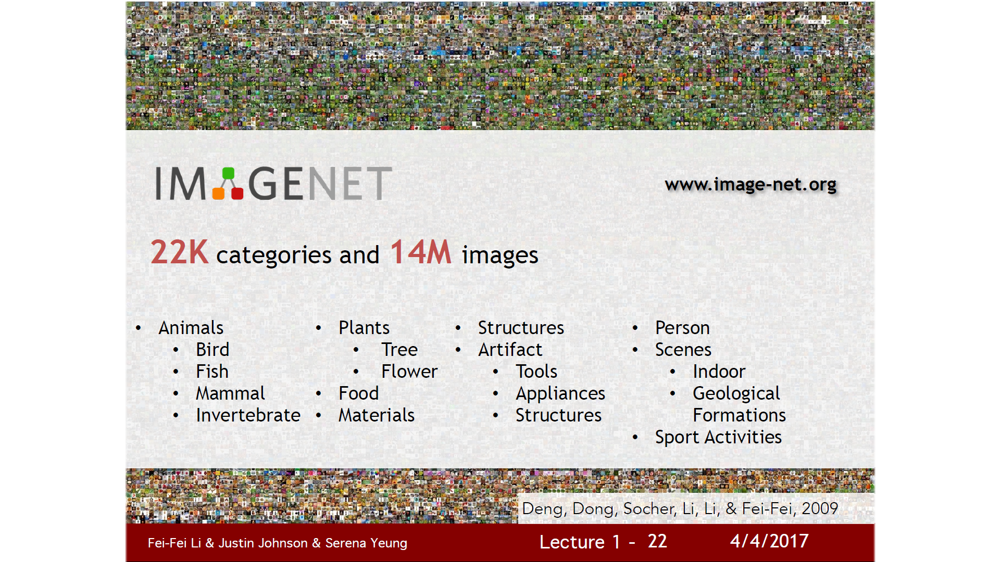 IMAGENET
www.image-net.org
22K categories and 14M images
• Animals
• Bird
• Fish
• Mammal
• Invertebrate
• Plants
• Tree
• Flower
• Food
• Materials
• Structures
• Artifact
• Tools
• Appliances
• Structures
• Person
• Scenes
• Indoor
• Geological
Formations
• Sport Activities
Deng, Dong, Socher, Li, Li, & Fei-Fei, 2009
Fei-Fei Li & Justin Johnson & Serena Yeung
Lecture 1 - 22
4/4/2017